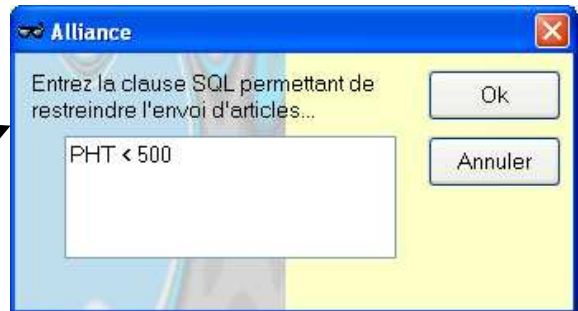 Alliance
Entrez la clause SQL permettant de
restreindre l'envoi d'articles...
Ok
PHT < 500
Annuler